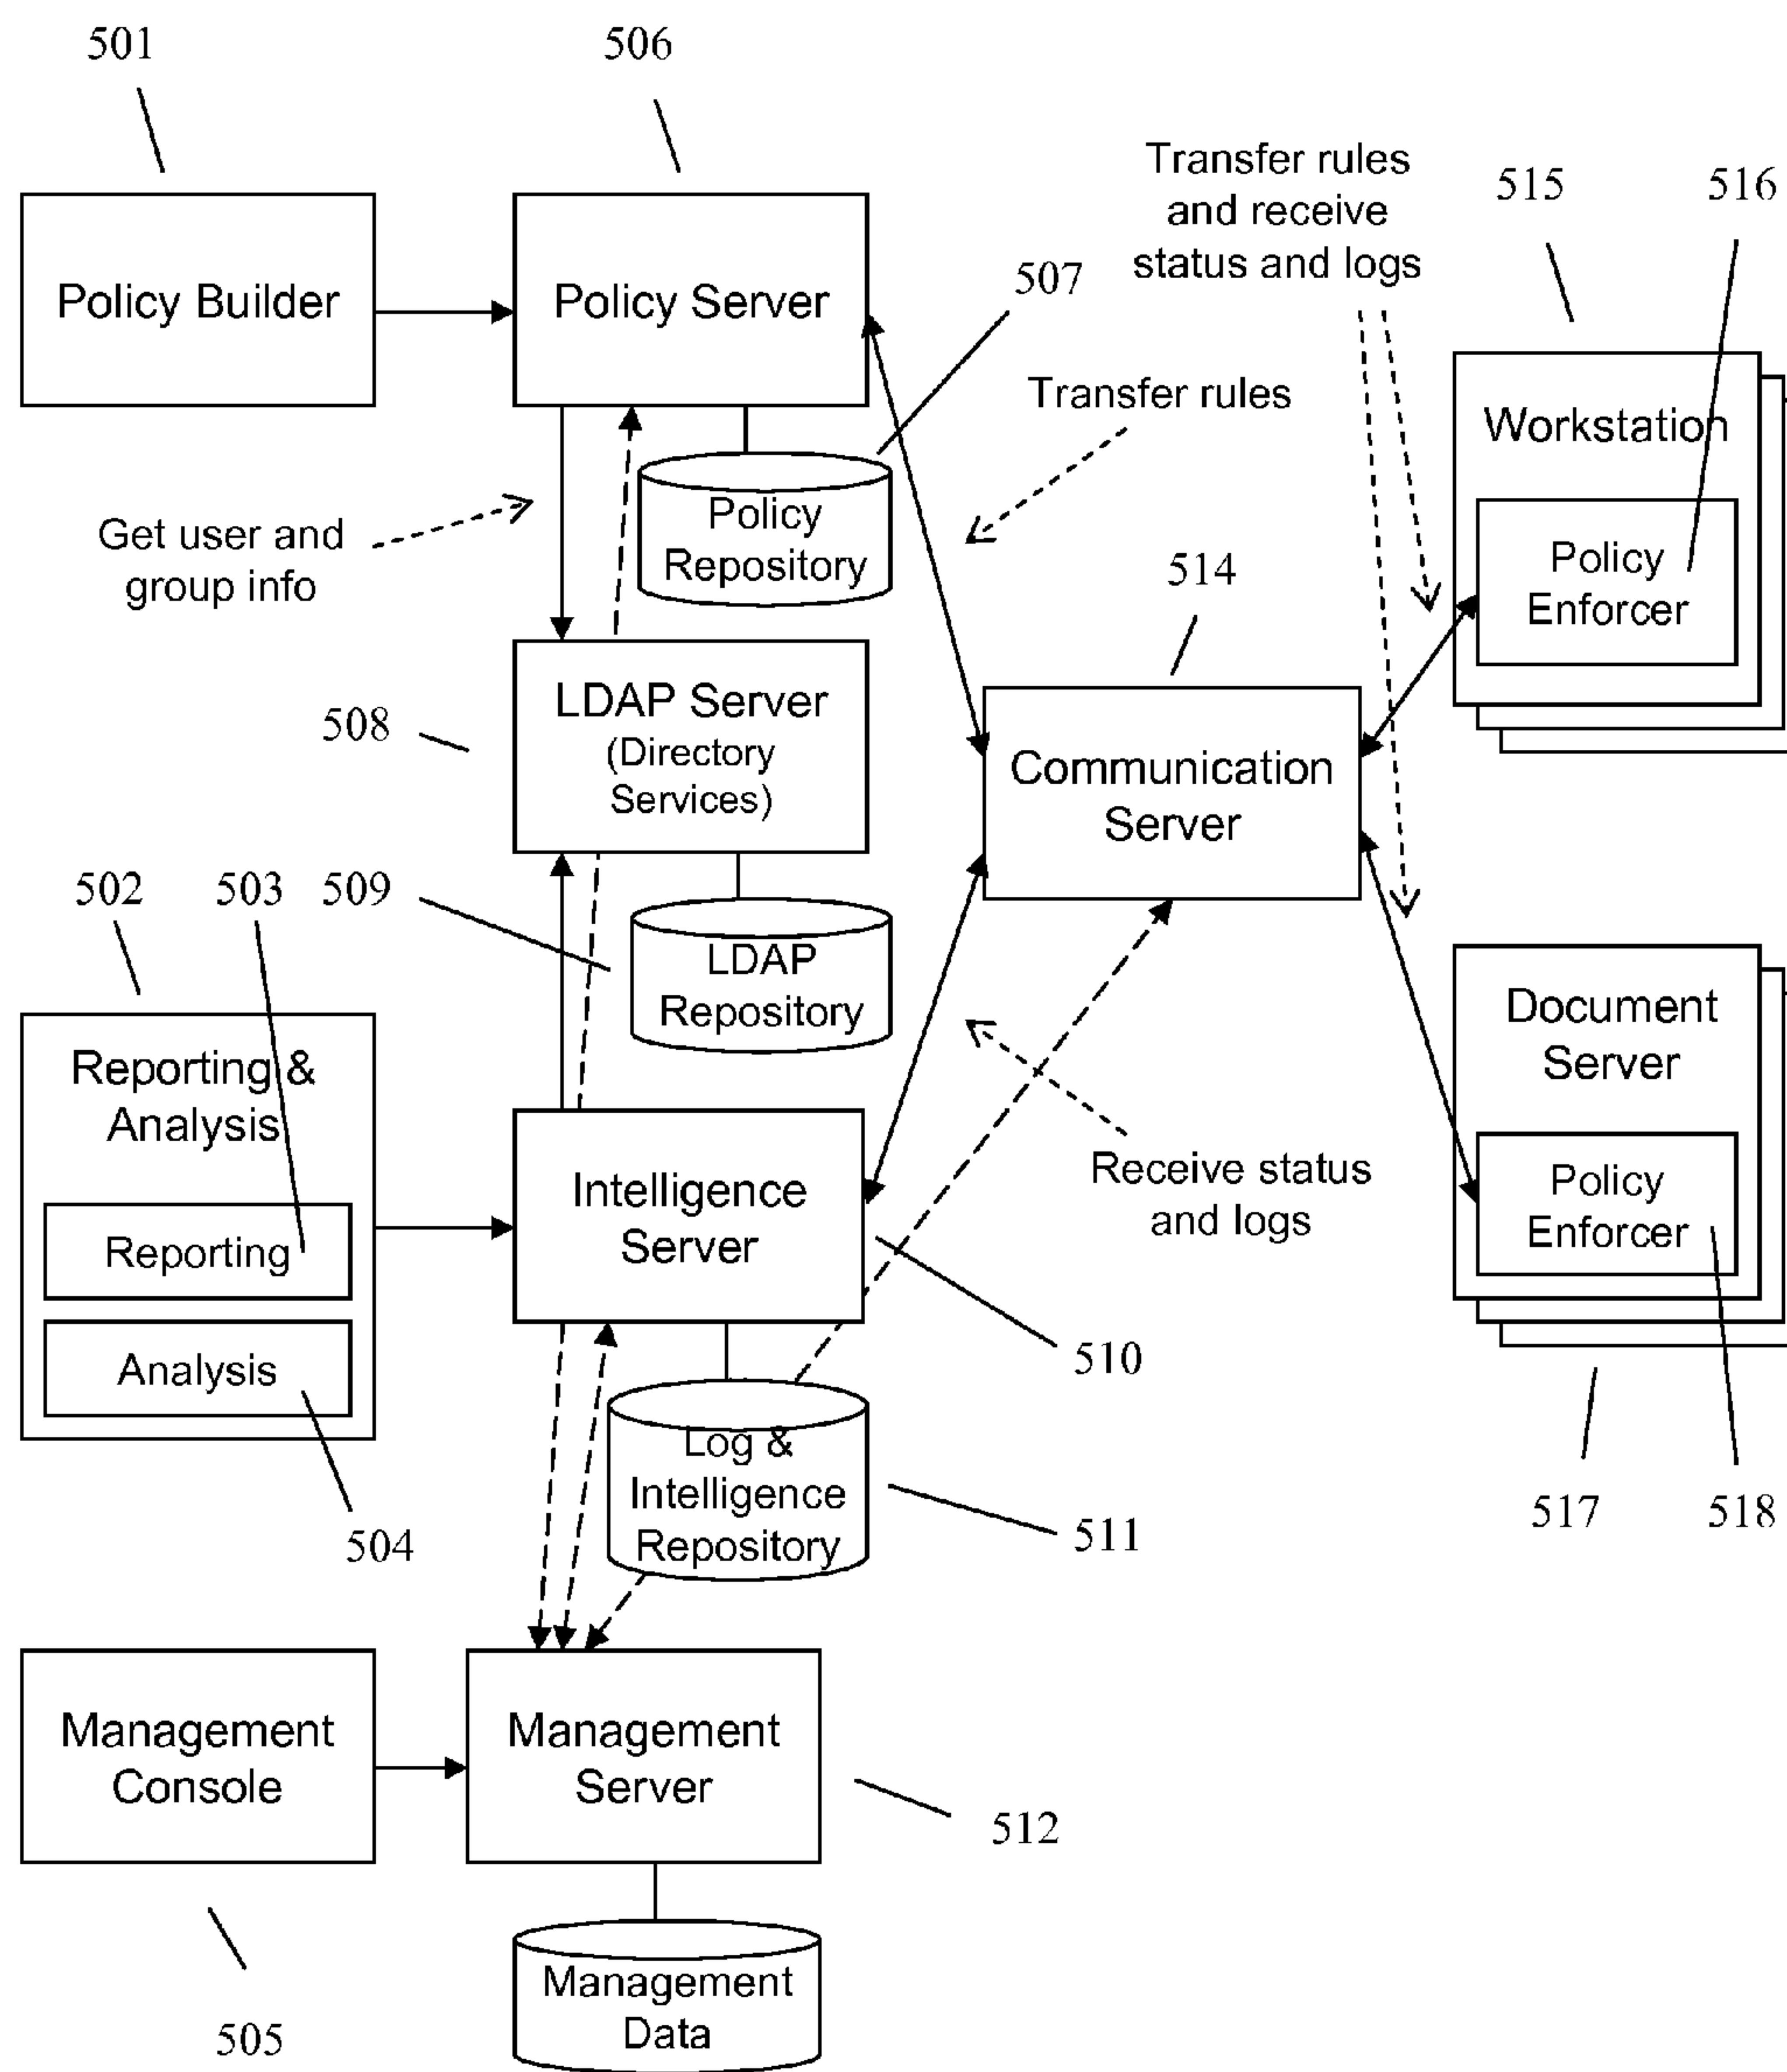 501
506
Transfer rules
and receive
status and logs
515
516
507
Policy Builder
Policy Server
Transfer rules
Workstation
Policy
Repository
Get user and
group info
514
Policy
Enforcer
508
LDAP Server
(Directory
Services)
Communication
Server
502
503
509
LDAP
Repository
Document
Server
Reporting &
Analysis
Intelligence
Server
Receive status
and logs
Policy
Enforcer
Reporting
Analysis
510
Log &
Intelligence
Repository
504
511
517
518
Management
Console
Management
Server
512
505
Management
Data